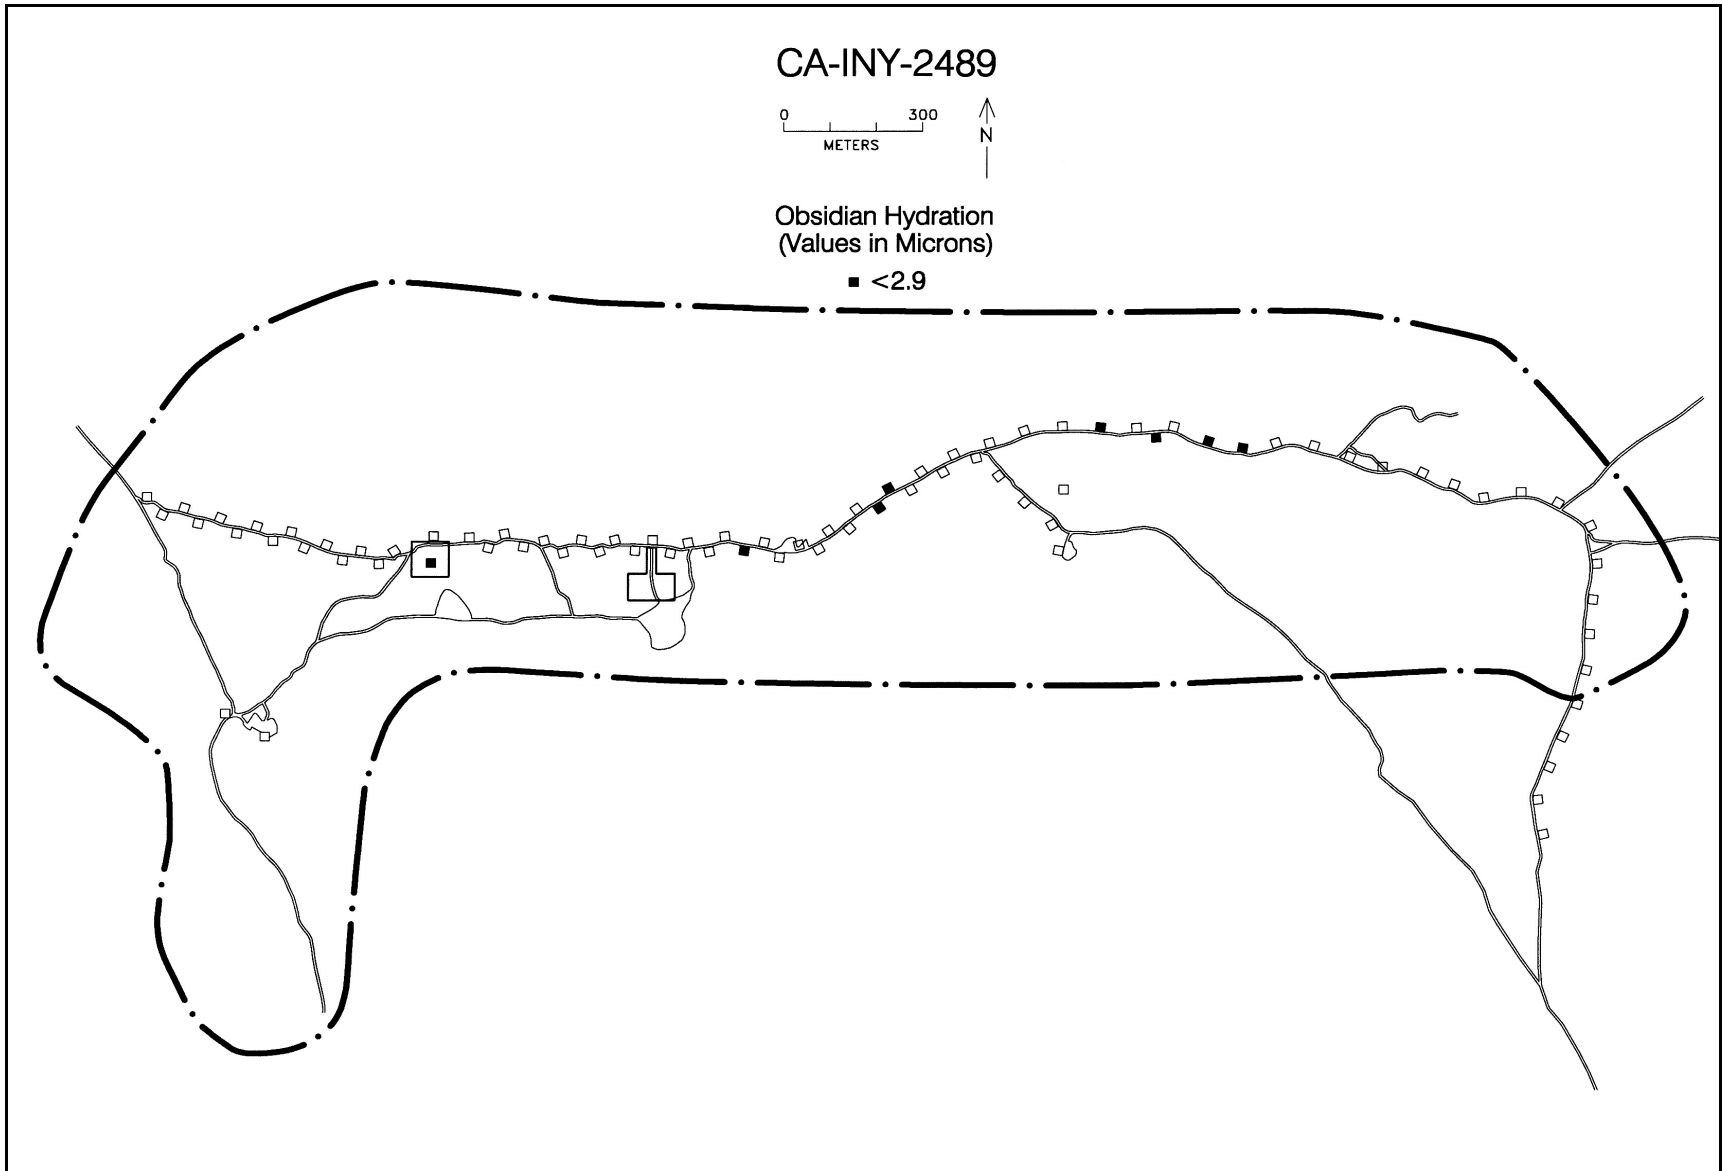 CA-INY-2489
0 300
METERS
N
Obsidian Hydration
(Values in Microns)
■ <2.9